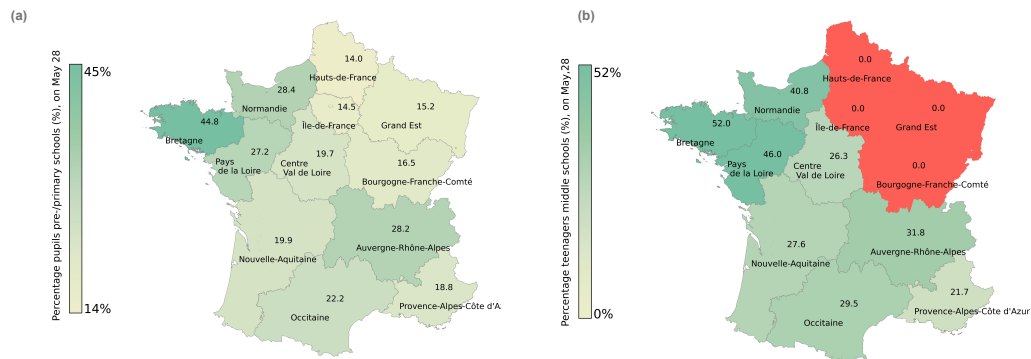 (a)
Percentage pupils pre-/primary schools (%), on May 28
45%
14%
14.0
Hauts-de-France
28.4
Normandie
14.5
Île-de-France
15.2
Grand Est
44.8
Bretagne
27.2
Pays
de la Loire
19.7
Centre
Val de Loire
16.5
Bourgogne-Franche-Comté
28.2
Auvergne-Rhône-Alpes
19.9
Nouvelle-Aquitaine
18.8
Provence-Alpes-Côte d'A
22.2
Occitaine
(b)
Percentage teenagers middle schools (%), on May,28
52%
0%
0.0
Hauts-de-France
40.8
Normandie
0.0
Île-de-France
0.0
Grand Est
52.0
Bretagne
46.0
Pays
de la Loire
26.3
Centre
Val de Loire
0.0
Bourgogne-Franche-Comté
31.8
Auvergne-Rhône-Alpes
27.6
Nouvelle-Aquitaine
21.7
Provence-Alpes-Côte d'Azur
29.5
Occitaine